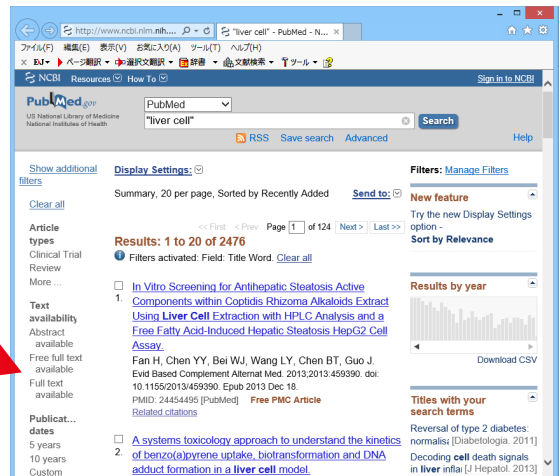 http://www.ncbi.nlm.nih....
"liver cell" - PubMed - N...
ファイル(F) 編集(E) 表示(V) お気に入り(A) ツール(T) ヘルプ(H)
ページ翻訳 選択文翻訳 辞書 文献検索 ツール
NCBI Resources How To Sign in to NCBI
PubMed.gov
US National Library of Medicine
National Institutes of Health
PubMed
"liver cell"
Search
RSS Save search Advanced
Help
Show additional
filters
Clear all
Article
types
Clinical Trial
Review
More ...
Text
availability
Abstract
available
Free full text
available
Full text
available
Publicat...
dates
5 years
10 years
Custom
Display Settings:
Summary, 20 per page, Sorted by Recently Added Send to:
<< First < Prev Page 1 of 124 Next > Last >>
Results: 1 to 20 of 2476
Filters activated: Field: Title Word. Clear all
1. In Vitro Screening for Antihepatic Steatosis Active
Components within Coptidis Rhizoma Alkaloids Extract
Using Liver Cell Extraction with HPLC Analysis and a
Free Fatty Acid-Induced Hepatic Steatosis HepG2 Cell
Assay.
Fan H, Chen YY, Bei WJ, Wang LY, Chen BT, Guo J.
Evid Based Complement Alternat Med. 2013;2013:459390. doi:
10.1155/2013/459390. Epub 2013 Dec 18.
PMID: 24454495 [PubMed] Free PMC Article
Related citations
2. A systems toxicology approach to understand the kinetics
of benzo(a)pyrene uptake, biotransformation and DNA
adduct formation in a liver cell model.
Filters: Manage Filters
New feature
Try the new Display Settings
option -
Sort by Relevance
Results by year
Download CSV
Titles with your
search terms
Reversal of type 2 diabetes:
normalis [Diabetologia. 2011]
Decoding cell death signals
in liver infla [J Hepatol. 2013]